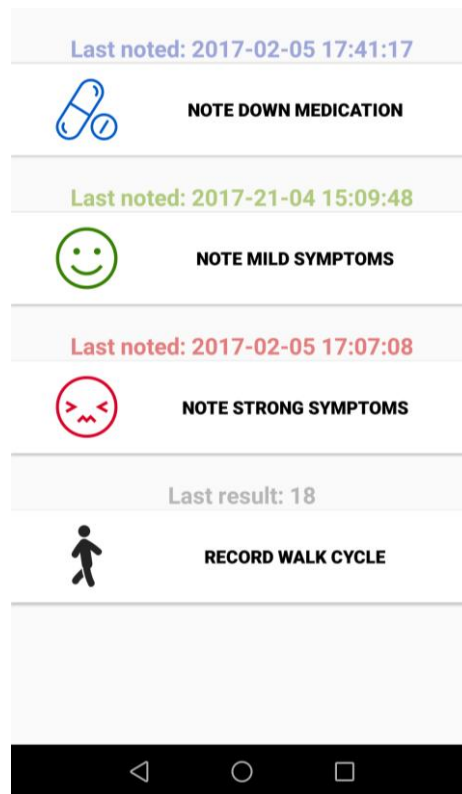 Last noted: 2017-02-05 17:41:17
NOTE DOWN MEDICATION
Last noted: 2017-21-04 15:09:48
NOTE MILD SYMPTOMS
Last noted: 2017-02-05 17:07:08
NOTE STRONG SYMPTOMS
Last result: 18
RECORD WALK CYCLE